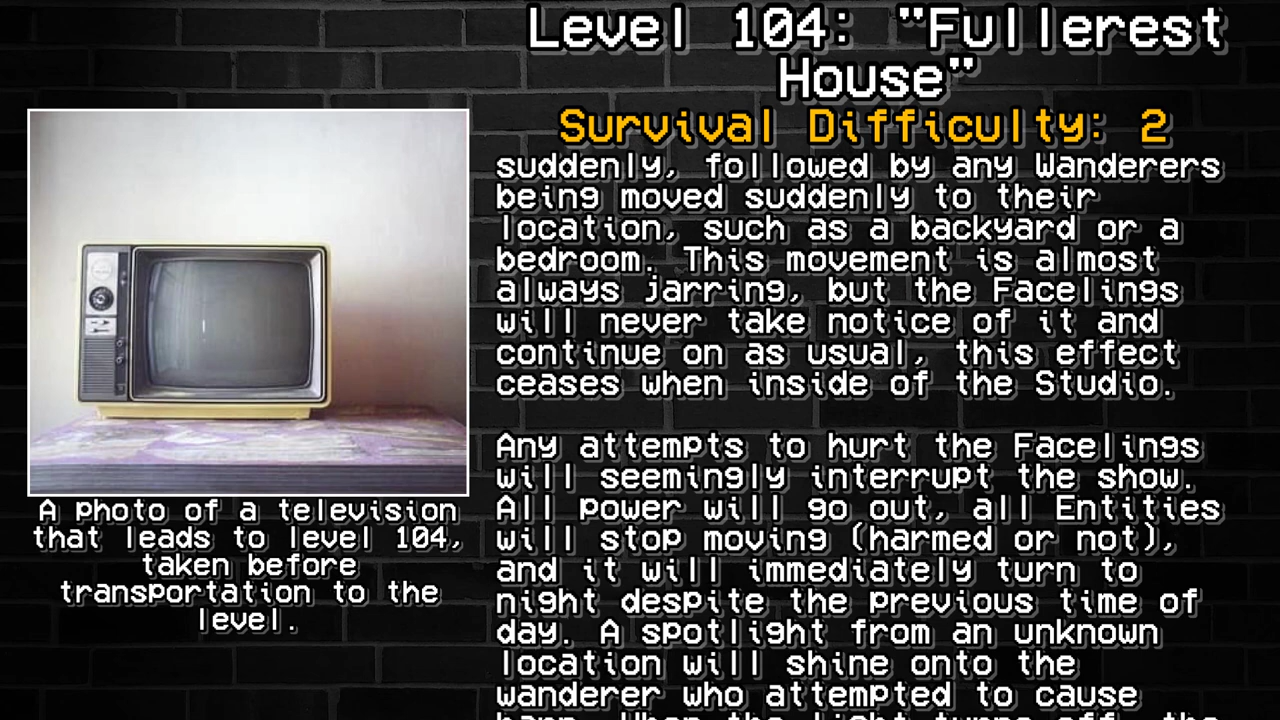 Level 104: "Fullerest
House"
Survival Difficulty: 2
suddenly, followed by any Wanderers
being moved suddenly to their
location, such as a backyard or a
bedroom. This movement is almost
always jarring, but the Facelings
will never take notice of it and
continue on as usual, this effect
ceases when inside of the Studio.
Any attempts to hurt the Facelings
will seemingly interrupt the show.
All power will go out, all Entities
will stop moving (harmed or not),
and it will immediately turn to
night despite the previous time of
day. A spotlight from an unknown
location will shine onto the
wanderer who attempted to cause
A photo of a television
that leads to level 104,
taken before
transportation to the
level.